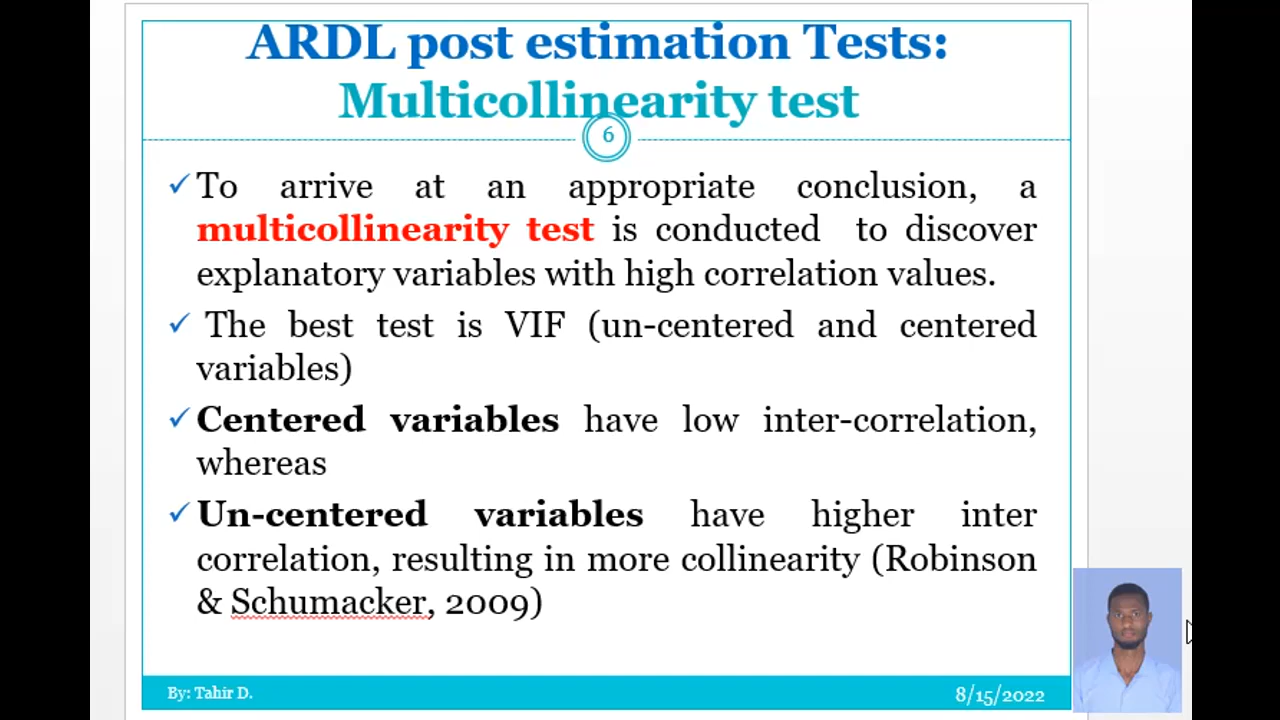 ARDL post estimation Tests:
Multicollinearity test
6
✓To arrive at an appropriate conclusion, a
multicollinearity test is conducted to discover
explanatory variables with high correlation values.
✓ The best test is VIF (un-centered and centered
variables)
✓Centered variables have low inter-correlation,
whereas
✓Un-centered variables have higher inter
correlation, resulting in more collinearity (Robinson
& Schumacker, 2009)
By: Tahir D.
8/15/2022